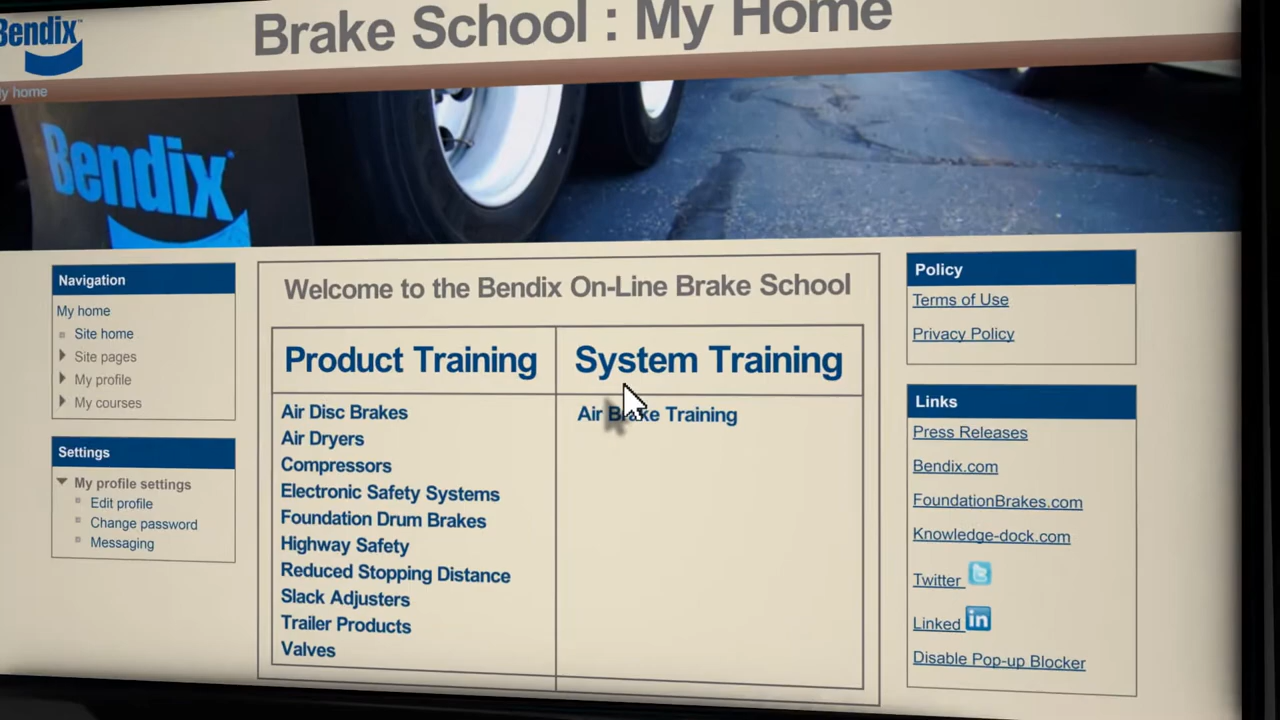 Bendix
Brake School : My Home
My home
Bendix
Navigation
My home
Site home
Site pages
My profile
My courses
Settings
My profile settings
Edit profile
Change password
Messaging
Welcome to the Bendix On-Line Brake School
Product Training
Air Disc Brakes
Air Dryers
Compressors
Electronic Safety Systems
Foundation Drum Brakes
Highway Safety
Reduced Stopping Distance
Slack Adjusters
Trailer Products
Valves
System Training
Air Brake Training
Policy
Terms of Use
Privacy Policy
Links
Press Releases
Bendix.com
FoundationBrakes.com
Knowledge-dock.com
Twitter
Linked in
Disable Pop-up Blocker